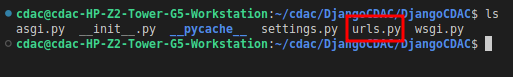 cdac@cdac-HP-Z2-Tower-G5-Workstation:~/cdac/DjangoCDAC/DjangoCDAC$ ls
asgi.py  __init__.py  __pycache__  settings.py  urls.py  wsgi.py
cdac@cdac-HP-Z2-Tower-G5-Workstation:~/cdac/DjangoCDAC/DjangoCDAC$